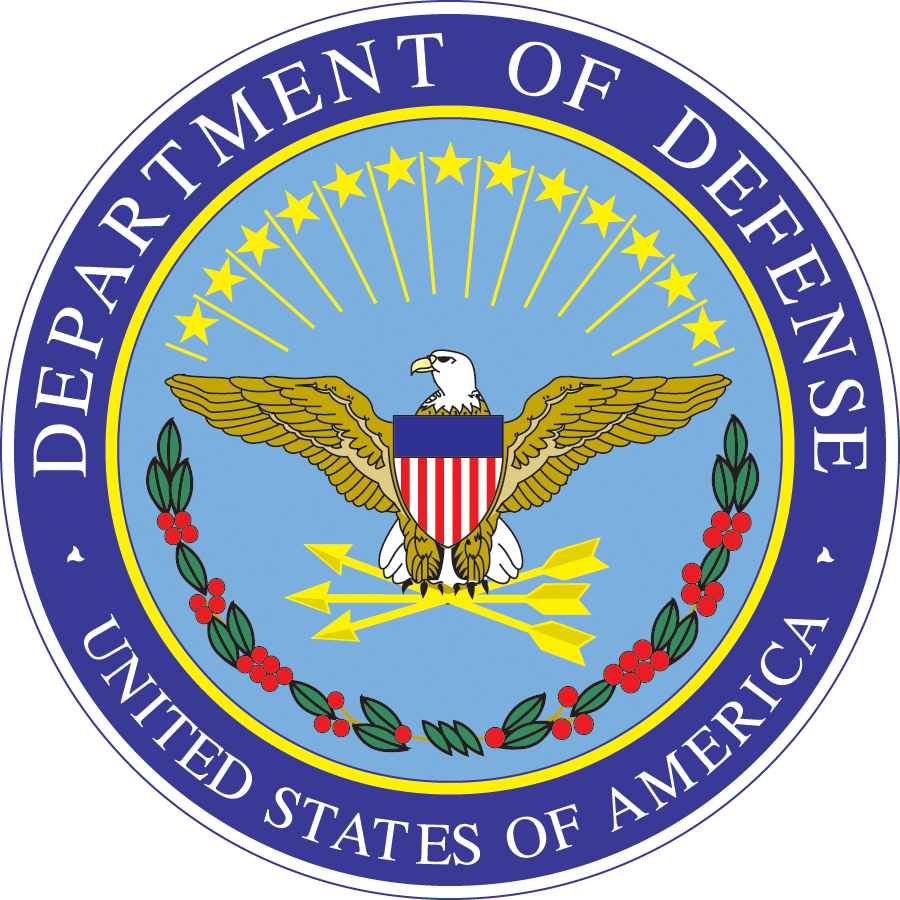 DEPARTMENT OF DEFENSE
UNITED STATES OF AMERICA